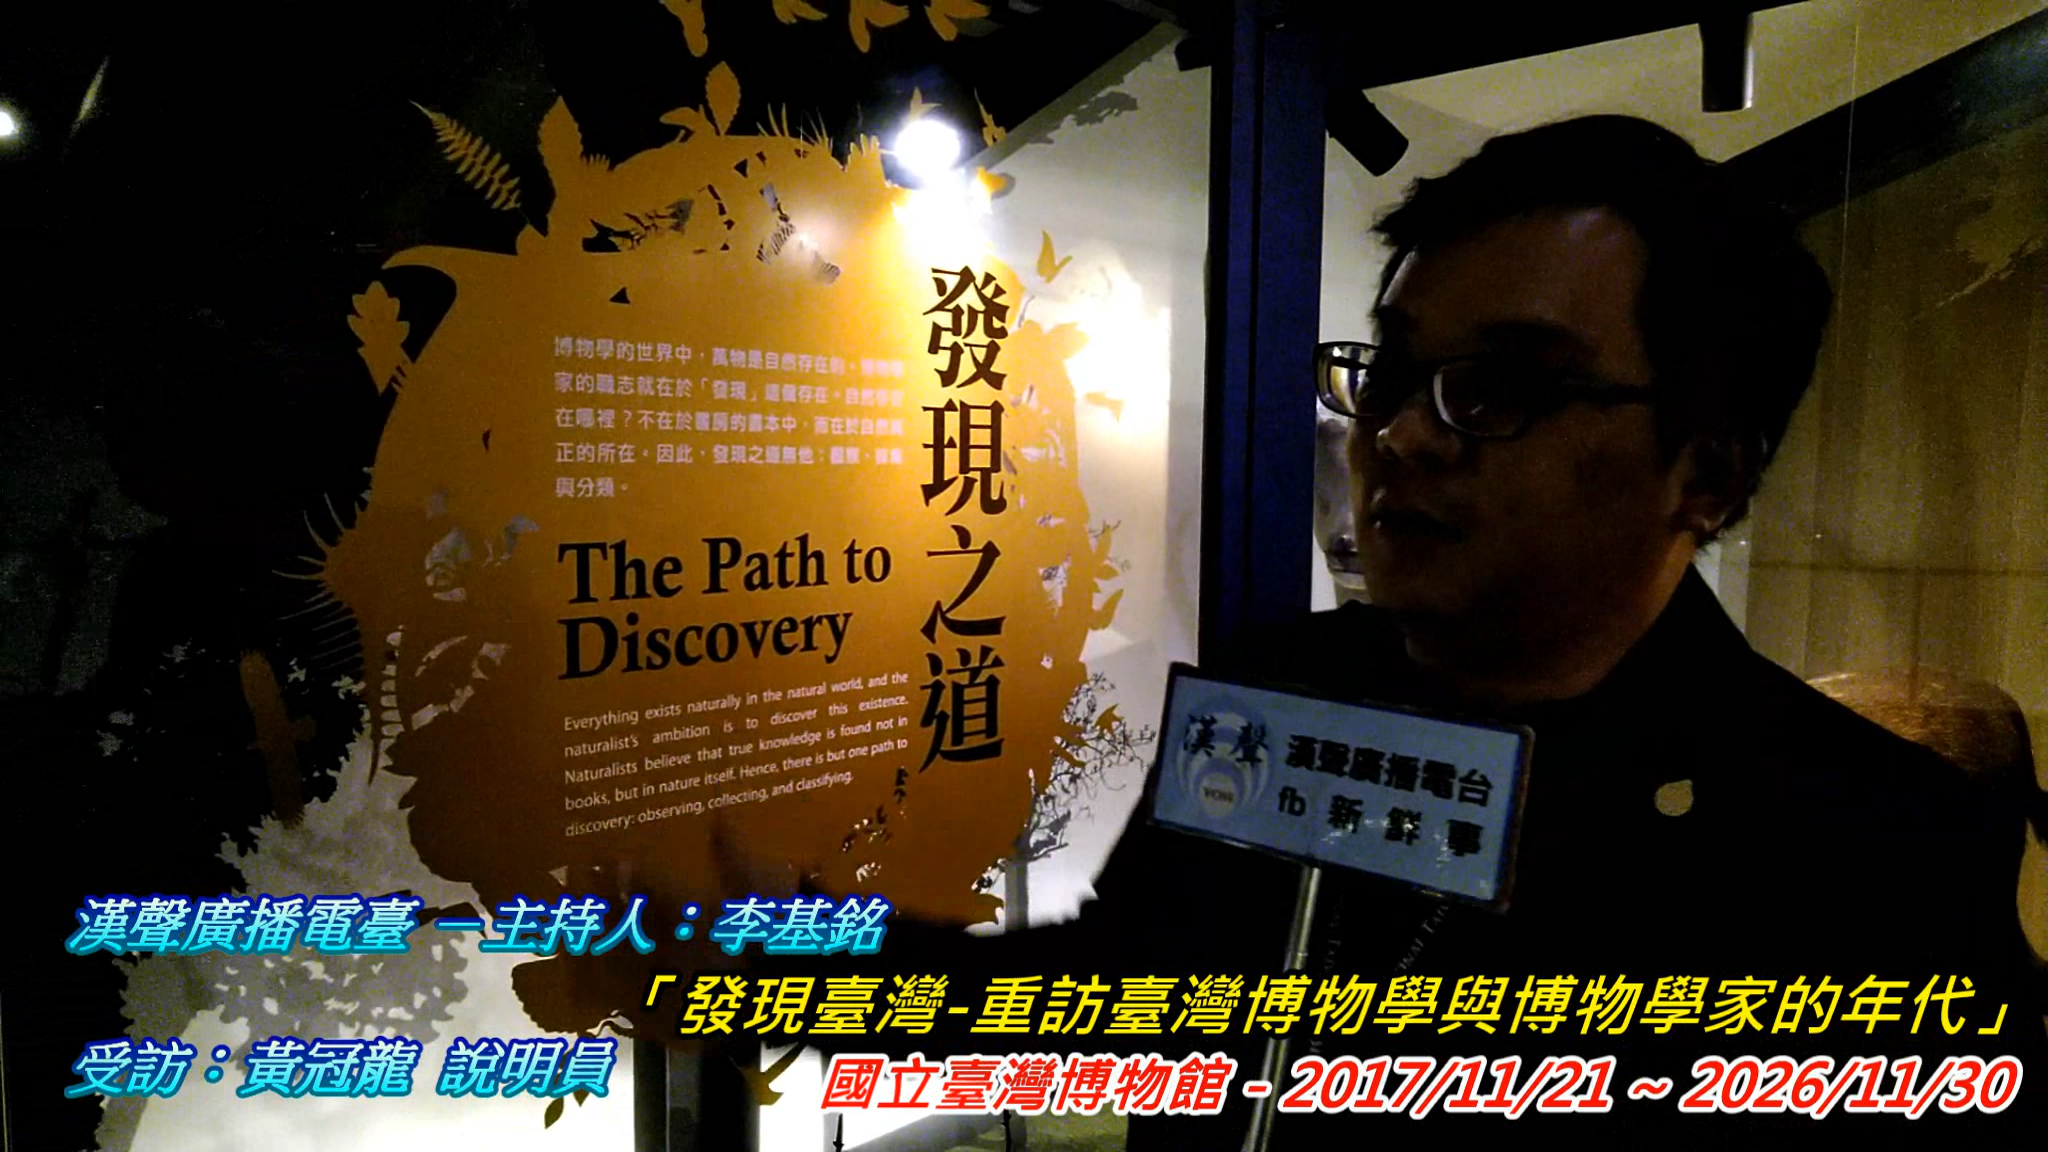 發現之道
博物學的世界中，萬物是自然存在的，博物學
家的職志就在於「發現」這個存在。自然存
在哪裡？不在於書房的書本中，而在於自然真
正的所在。因此，發現之道無他：觀察、採集
與分類。
The Path to
Discovery
Everything exists naturally in the natural world, and the
naturalist's ambition is to discover this existence.
Naturalists believe that true knowledge is found not in
books, but in nature itself. Hence, there is but one path to
discovery: observing, collecting, and classifying.
漢聲
漢聲廣播電台
fb 新鮮事
漢聲廣播電臺 － 主持人：李基銘
「發現臺灣-重訪臺灣博物學與博物學家的年代」
受訪：黃冠龍 說明員
國立臺灣博物館 - 2017/11/21 ~ 2026/11/30